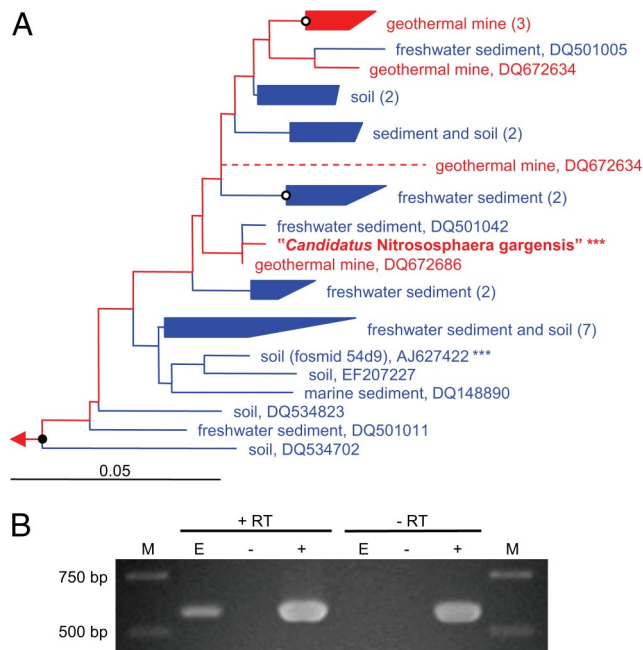 A
geothermal mine (3)
freshwater sediment, DQ501005
geothermal mine, DQ672634
soil (2)
sediment and soil (2)
geothermal mine, DQ672634
freshwater sediment (2)
freshwater sediment, DQ501042
"Candidatus Nitrososphaera gargensis" ***
geothermal mine, DQ672686
freshwater sediment (2)
freshwater sediment and soil (7)
soil (fosmid 54d9), AJ627422 ***
soil, EF207227
marine sediment, DQ148890
soil, DQ534823
freshwater sediment, DQ501011
soil, DQ534702
0.05
B
+ RT - RT
M E - + E - + M
750 bp
500 bp